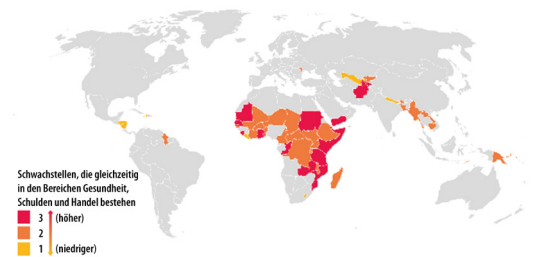 Schwachstellen, die gleichzeitig
in den Bereichen Gesundheit,
Schulden und Handel bestehen
3 (höher)
2
1 (niedriger)